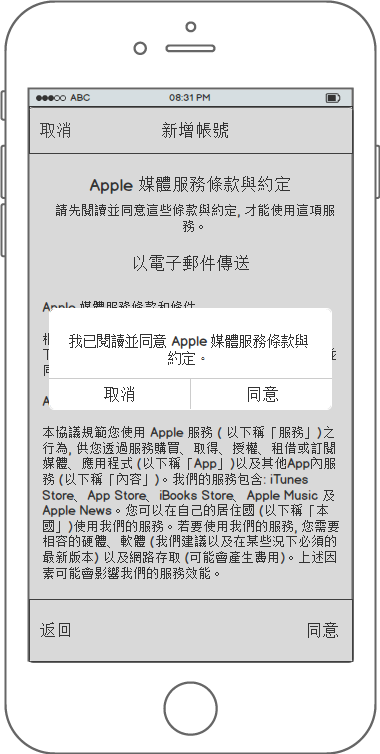 ABC 08:31 PM
取消 新增帳號
Apple 媒體服務條款與約定
請先閱讀並同意這些條款與約定, 才能使用這項服
務。
以電子郵件傳送
Apple 媒體服務條款和條件
我已閱讀並同意 Apple 媒體服務條款與
約定。
取消 同意
本協議規範您使用 Apple 服務 ( 以下稱「服務」)之
行為, 供您透過服務購買、取得、授權、租借或訂閱
媒體、應用程式 (以下稱「App」)以及其他App內服
務 (以下稱「內容」)。我們的服務包含: iTunes
Store、App Store、iBooks Store、Apple Music 及
Apple News。您可以在自己的居住國 (以下稱「本
國」)使用我們的服務。若要使用我們的服務, 您需要
相容的硬體、軟體 (我們建議以及在某些況下必須的
最新版本) 以及網路存取 (可能會產生費用)。上述因
素可能會影響我們的服務效能。
返回 同意